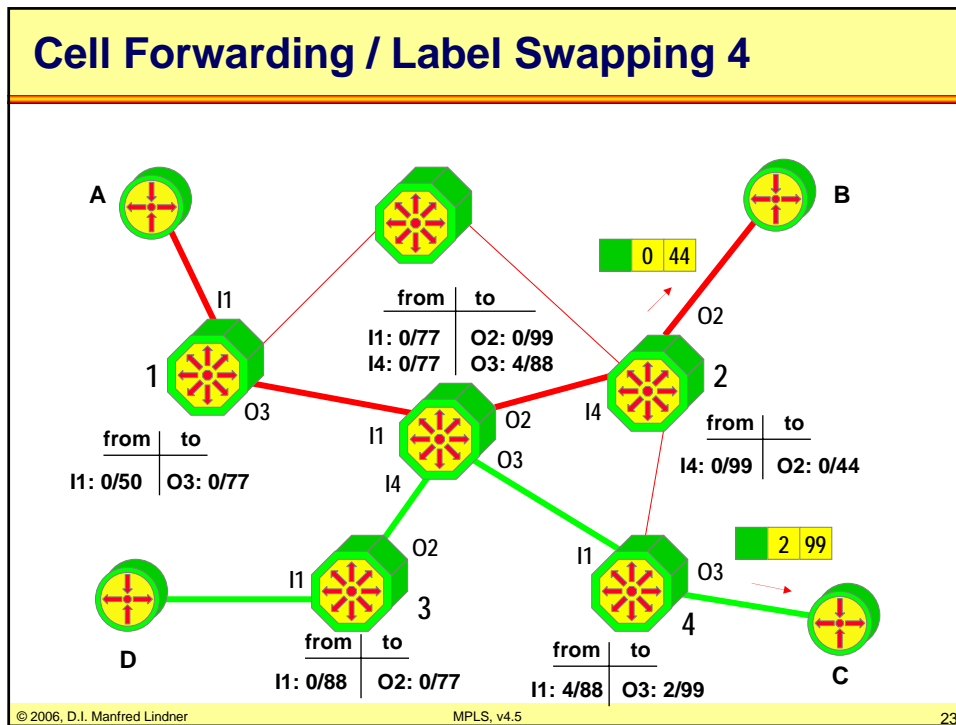 Cell Forwarding / Label Swapping 4
A
B
0 44
I1
from to
O2
I1: 0/77 O2: 0/99
I4: 0/77 O3: 4/88
1
2
O3
I1
O2
I4
O3
from to
I1: 0/50 O3: 0/77
from to
I4: 0/99 O2: 0/44
I4
O2
I1
I1
2 99
O3
3
4
D
C
from to
I1: 0/88 O2: 0/77
from to
I1: 4/88 O3: 2/99
© 2006, D.I. Manfred Lindner
MPLS, v4.5
23